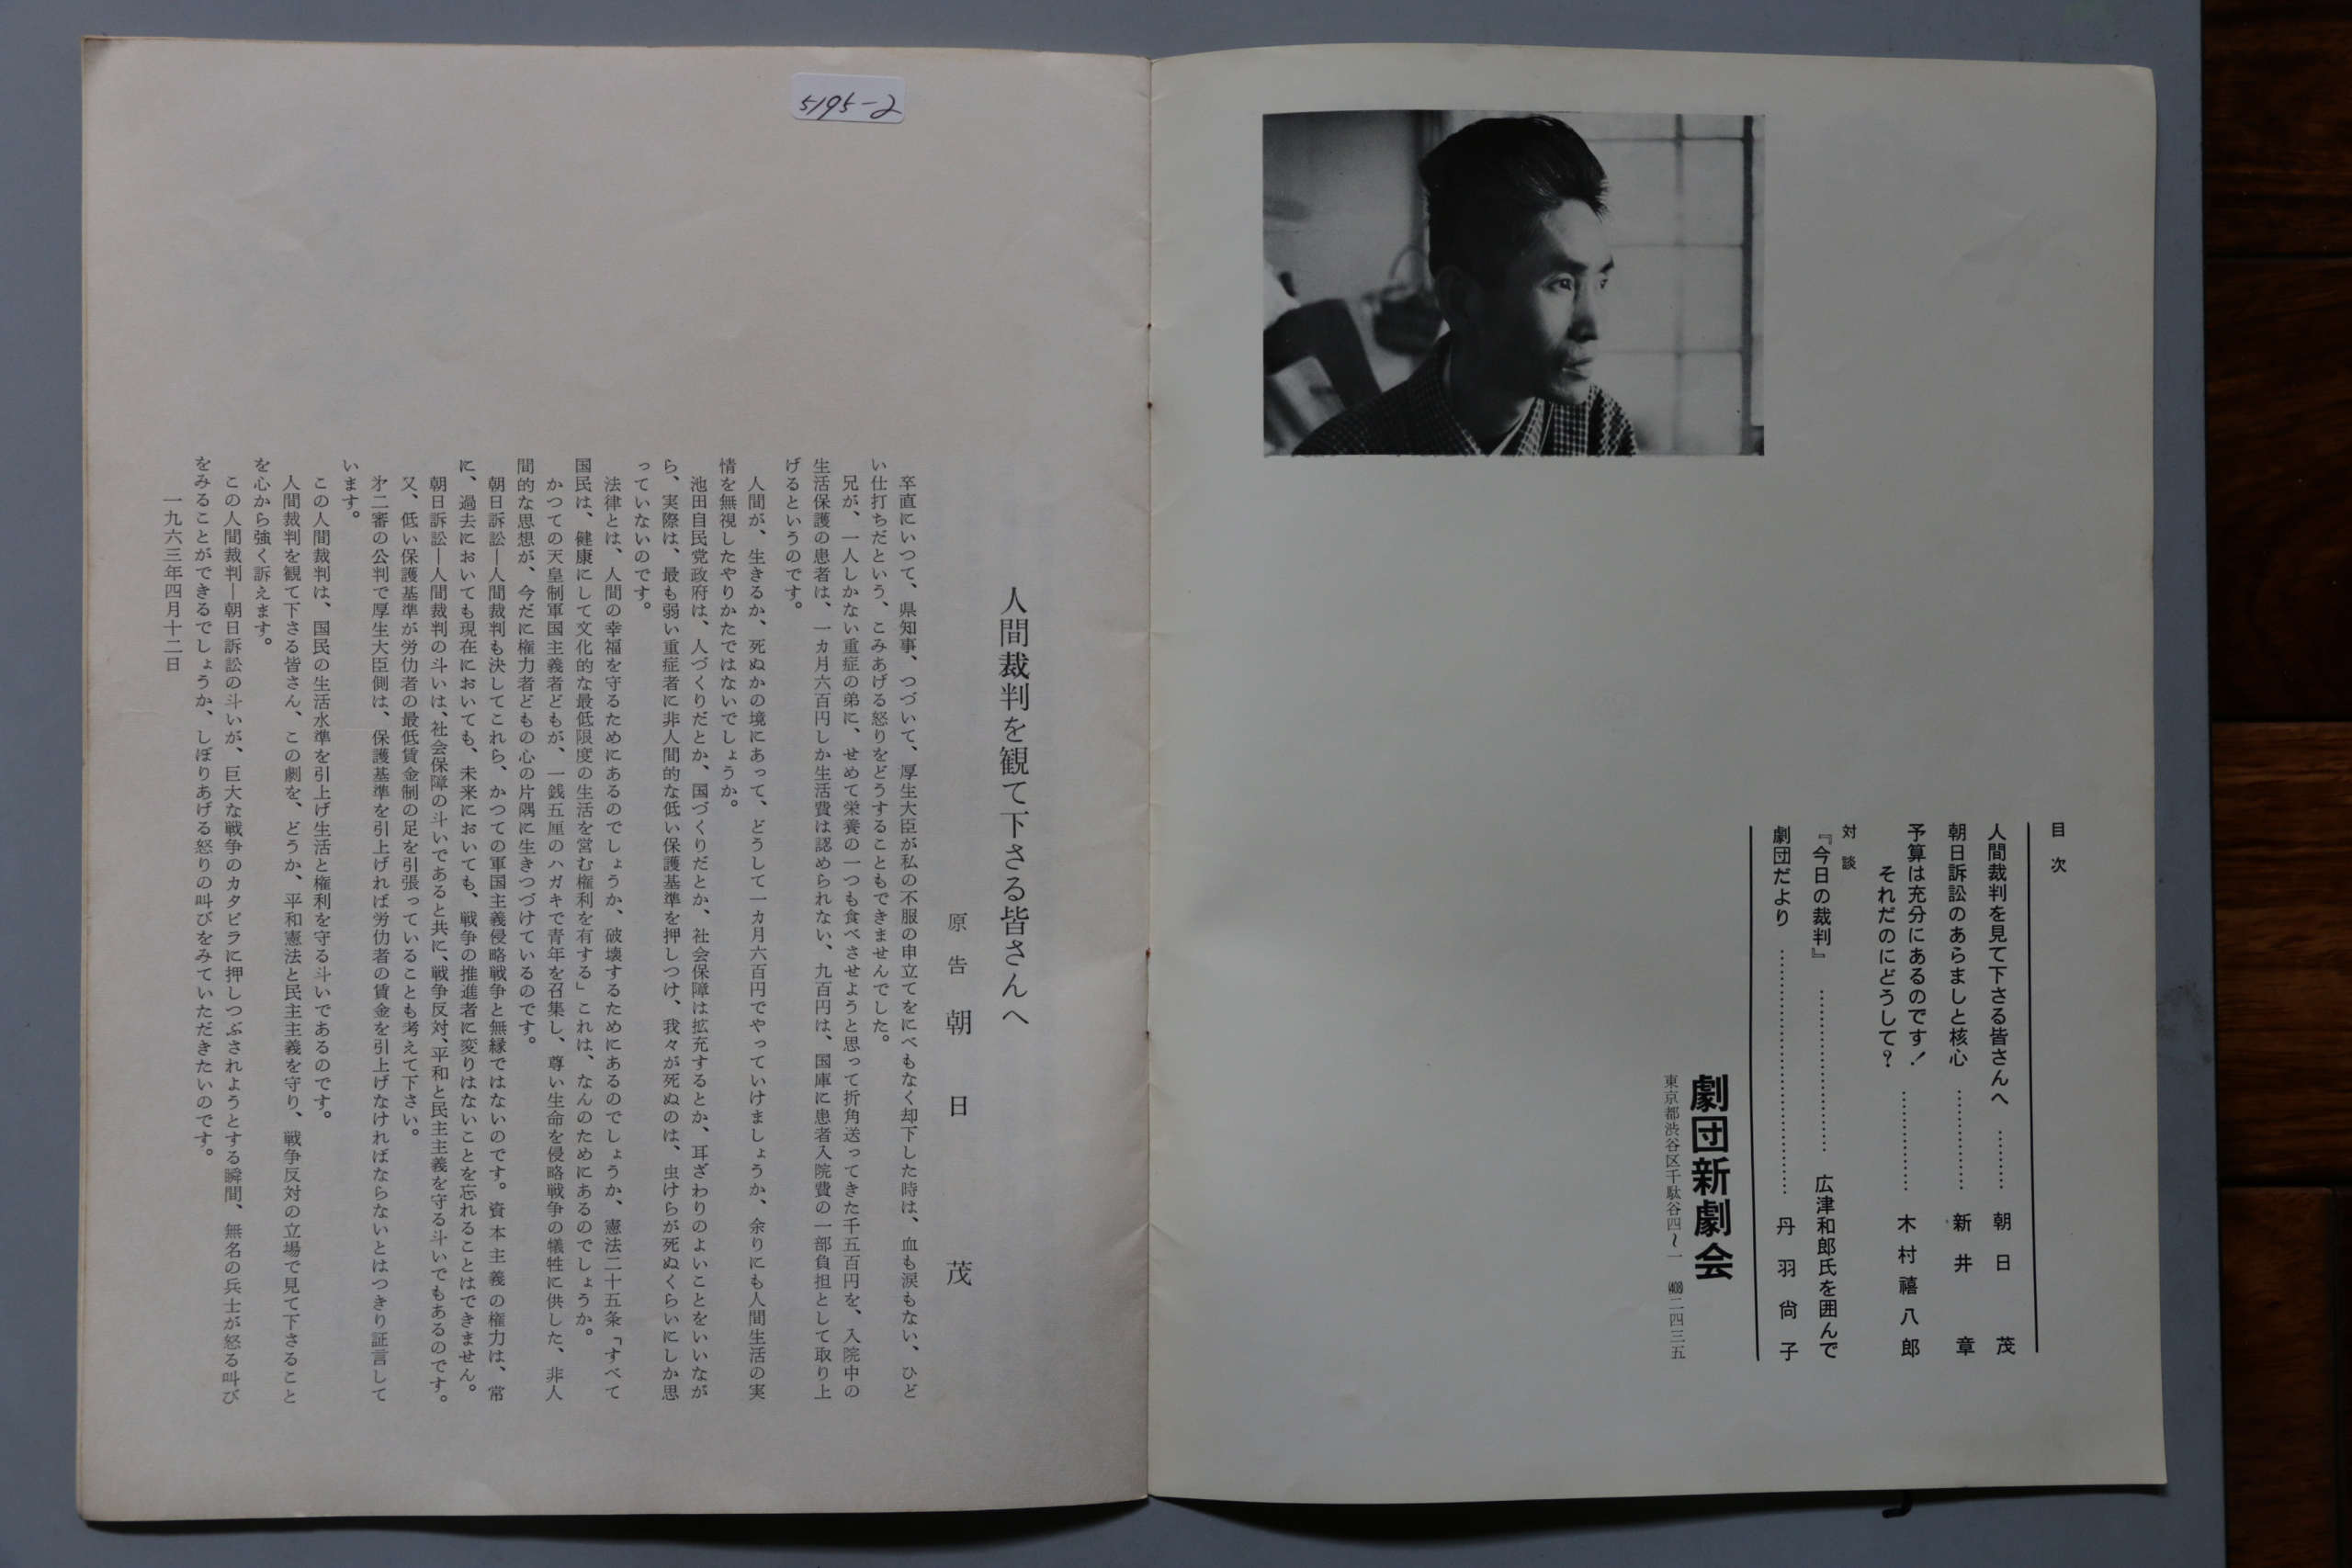 目次
人間裁判を見て下さる皆さんへ…………朝日茂
朝日訴訟のあらましと核心………………新井章
予算は充分にあるのです!
それだのにどうして?………………木村禧八郎
対談
『今日の裁判』…………………………広津和郎氏を囲んで
劇団だより…………………………………丹羽尙子
劇団新劇会
東京都渋谷区千駄谷四〜一 二四三五
5195-2
人間裁判を観て下さる皆さんへ
原告 朝日茂
卒直にいつて、県知事、つづいて、厚生大臣が私の不服の申立てをにべもなく却下した時は、血も涙もない、ひど
い仕打ちだという、こみあげる怒りをどうすることもできませんでした。
兄が、一人しかない重症の弟に、せめて栄養の一つも食べさせようと思って折角送ってきた千五百円を、入院中の
生活保護の患者は、一カ月六百円しか生活費は認められない、九百円は、国庫に患者入院費の一部負担として取り上
げるというのです。
人間が、生きるか、死ぬかの境にあって、どうして一カ月六百円でやっていけましょうか、余りにも人間生活の実
情を無視したやりかたではないでしょうか。
池田自民党政府は、人づくりだとか、国づくりだとか、社会保障は拡充するとか、耳ざわりのよいことをいいなが
ら、実際は、最も弱い重症者に非人間的な低い保護基準を押しつけ、我々が死ぬのは、虫けらが死ぬくらいにしか思
っていないのです。
法律とは、人間の幸福を守るためにあるのでしょうか、破壊するためにあるのでしょうか、憲法二十五条「すべて
国民は、健康にして文化的な最低限度の生活を営む権利を有する」これは、なんのためにあるのでしょうか。
かつての天皇制軍国主義者どもが、一銭五厘のハガキで青年を召集し、尊い生命を侵略戦争の犠牲に供した、非人
間的な思想が、今だに権力者どもの心の片隅に生きつづけているのです。
朝日訴訟―人間裁判も決してこれら、かつての軍国主義侵略戦争と無縁ではないのです。資本主義の権力は、常
に、過去においても現在においても、未来においても、戦争の推進者に変りはないことを忘れることはできません。
朝日訴訟―人間裁判の斗いは、社会保障の斗いであると共に、戦争反対、平和と民主主義を守る斗いでもあるのです。
又、低い保護基準が労仂者の最低賃金制の足を引張っていることも考えて下さい。
㐧二審の公判で厚生大臣側は、保護基準を引上げれば労仂者の賃金を引上げなければならないとはつきり証言して
います。
この人間裁判は、国民の生活水準を引上げ生活と権利を守る斗いであるのです。
人間裁判を観て下さる皆さん、この劇を、どうか、平和憲法と民主主義を守り、戦争反対の立場で見て下さること
を心から強く訴えます。
この人間裁判―朝日訴訟の斗いが、巨大な戦争のカタピラに押しつぶされようとする瞬間、無名の兵士が怒る叫び
をみることができるでしょうか、しぼりあげる怒りの叫びをみていただきたいのです。
一九六三年四月十二日